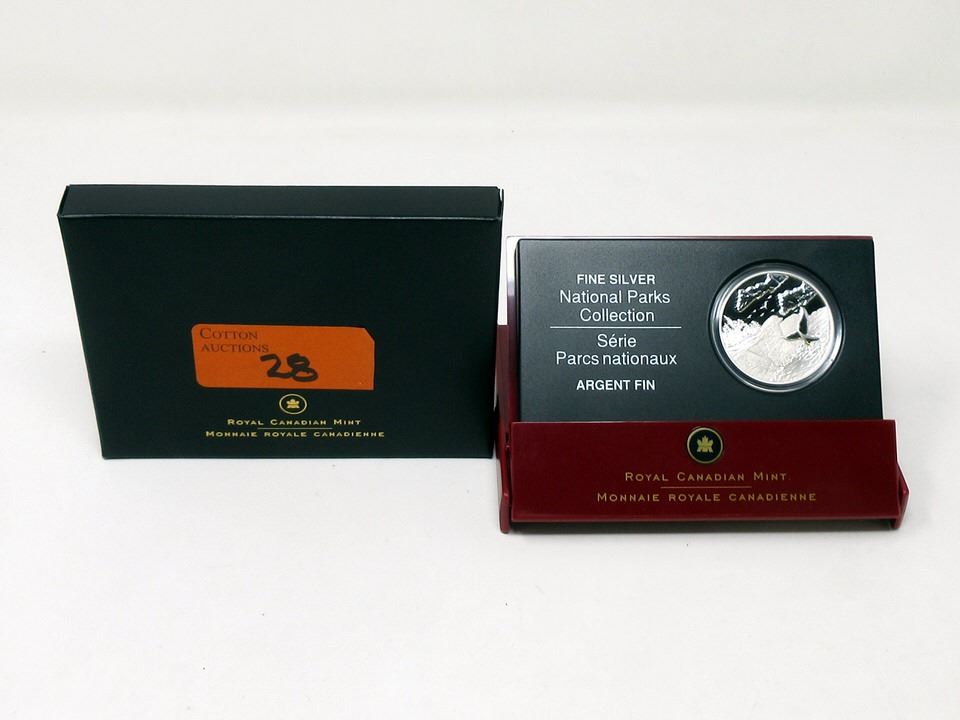 COTTON
AUCTIONS
28
ROYAL CANADIAN MINT
MONNAIE ROYALE CANADIENNE
FINE SILVER
National Parks
Collection
Série
Parcs nationaux
ARGENT FIN
ROYAL CANADIAN MINT
MONNAIE ROYALE CANADIENNE